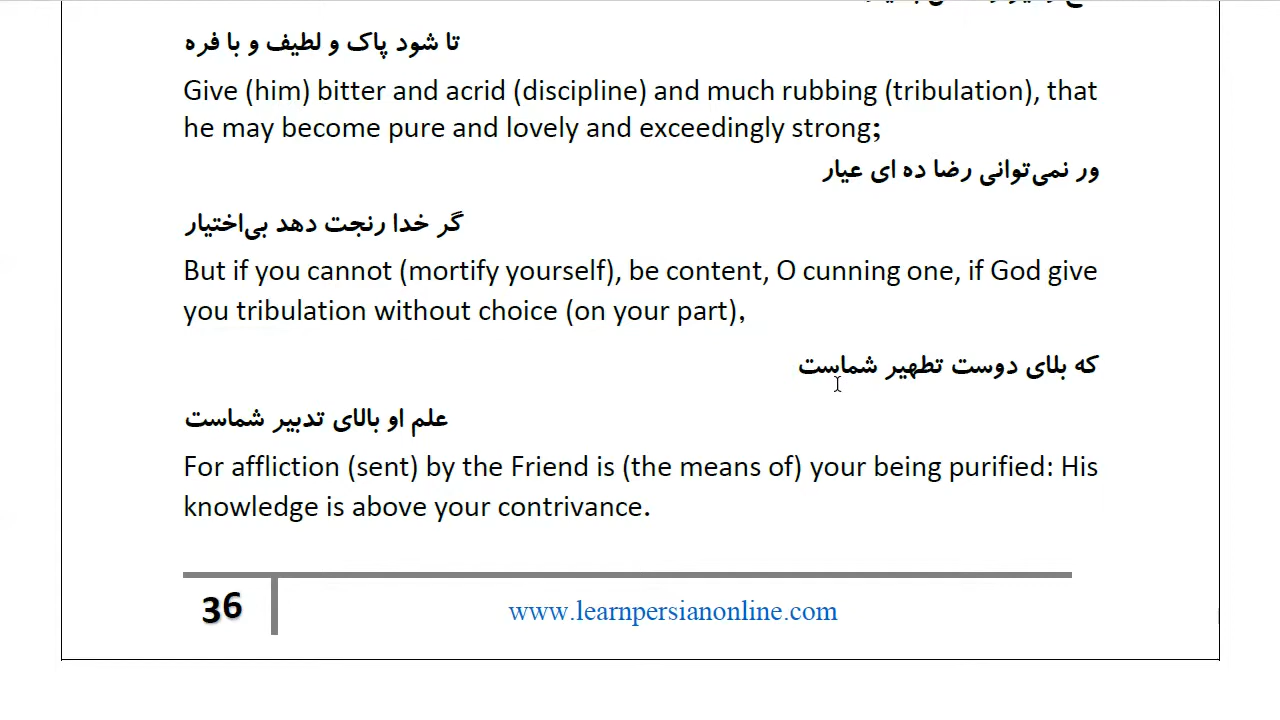 تا شود پاک و لطیف و با فره
Give (him) bitter and acrid (discipline) and much rubbing (tribulation), that
he may become pure and lovely and exceedingly strong;
ور نمی‌توانی رضا ده ای عیار
گر خدا رنجت دهد بی‌اختیار
But if you cannot (mortify yourself), be content, O cunning one, if God give
you tribulation without choice (on your part),
که بلای دوست تطهیر شماست
علم او بالای تدبیر شماست
For affliction (sent) by the Friend is (the means of) your being purified: His
knowledge is above your contrivance.
36
www.learnpersianonline.com